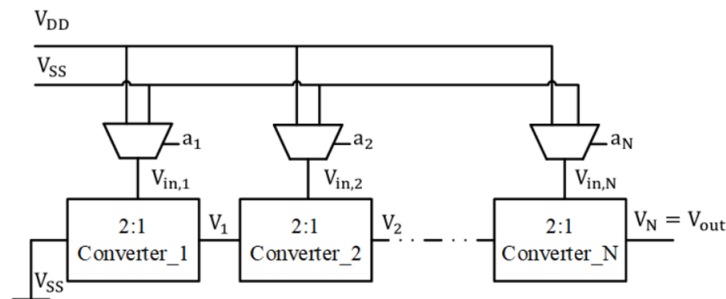 V_DD
V_SS
a_1
a_2
a_N
V_in,1
V_in,2
V_in,N
2:1
Converter_1
V_1
2:1
Converter_2
V_2
2:1
Converter_N
V_N = V_out
V_SS